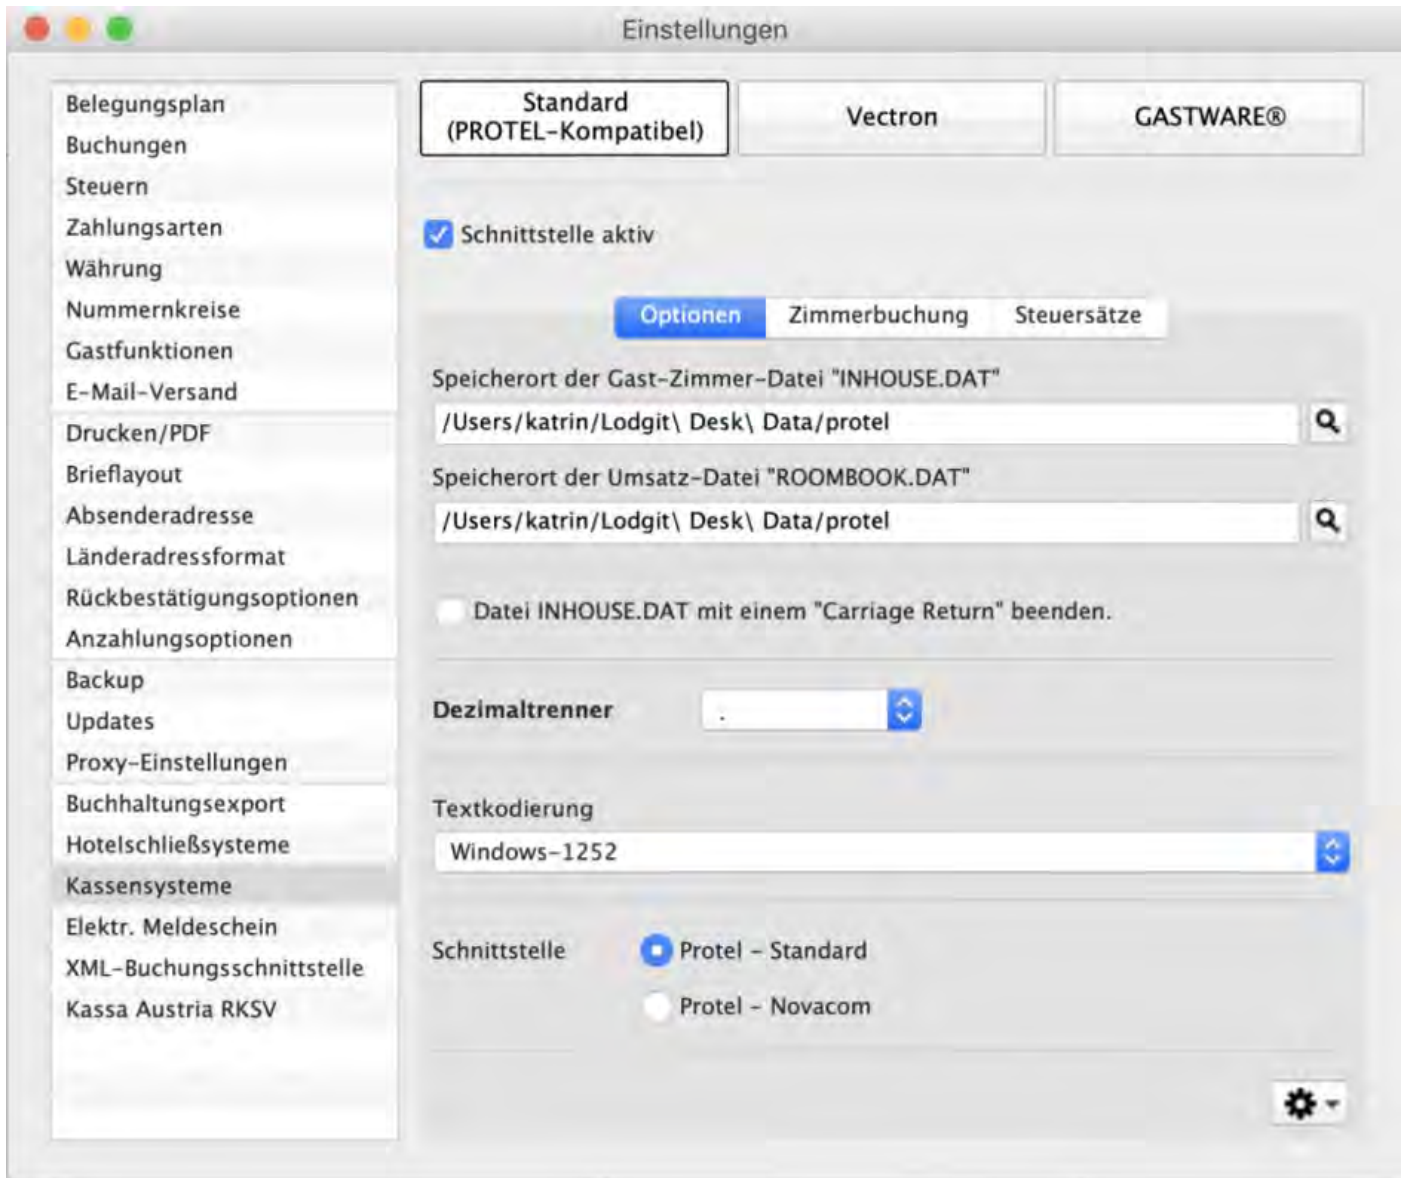 Einstellungen
Belegungsplan
Buchungen
Steuern
Zahlungsarten
Währung
Nummernkreise
Gastfunktionen
E-Mail-Versand
Drucken/PDF
Brieflayout
Absenderadresse
Länderadressformat
Rückbestätigungsoptionen
Anzahlungsoptionen
Backup
Updates
Proxy-Einstellungen
Buchhaltungsexport
Hotelschließsysteme
Kassensysteme
Elektr. Meldeschein
XML-Buchungsschnittstelle
Kassa Austria RKSV
Standard
(PROTEL-Kompatibel)
Vectron
GASTWARE®
Schnittstelle aktiv
Optionen
Zimmerbuchung
Steuersätze
Speicherort der Gast-Zimmer-Datei "INHOUSE.DAT"
/Users/katrin/Lodgit\ Desk\ Data/protel
Speicherort der Umsatz-Datei "ROOMBOOK.DAT"
/Users/katrin/Lodgit\ Desk\ Data/protel
Datei INHOUSE.DAT mit einem "Carriage Return" beenden.
Dezimaltrenner .
Textkodierung
Windows-1252
Schnittstelle
Protel - Standard
Protel - Novacom